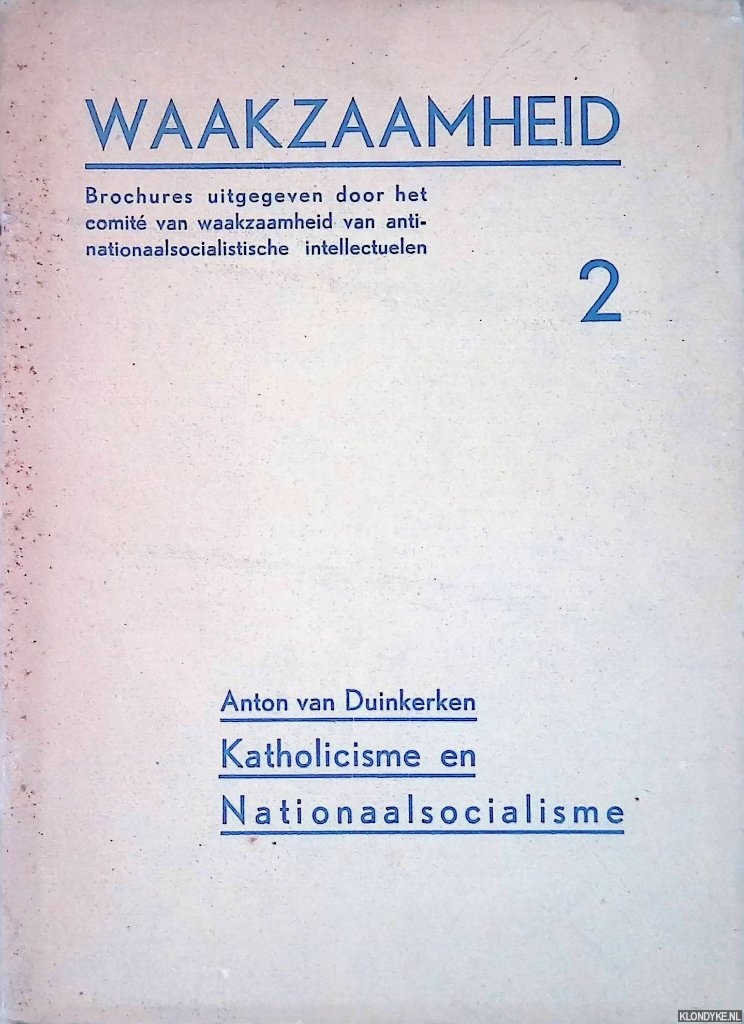 WAAKZAAMHEID
Brochures uitgegeven door het
comité van waakzaamheid van anti-
nationaalsocialistische intellectuelen
2
Anton van Duinkerken
Katholicisme en
Nationaalsocialisme
KLONDYKE.NL